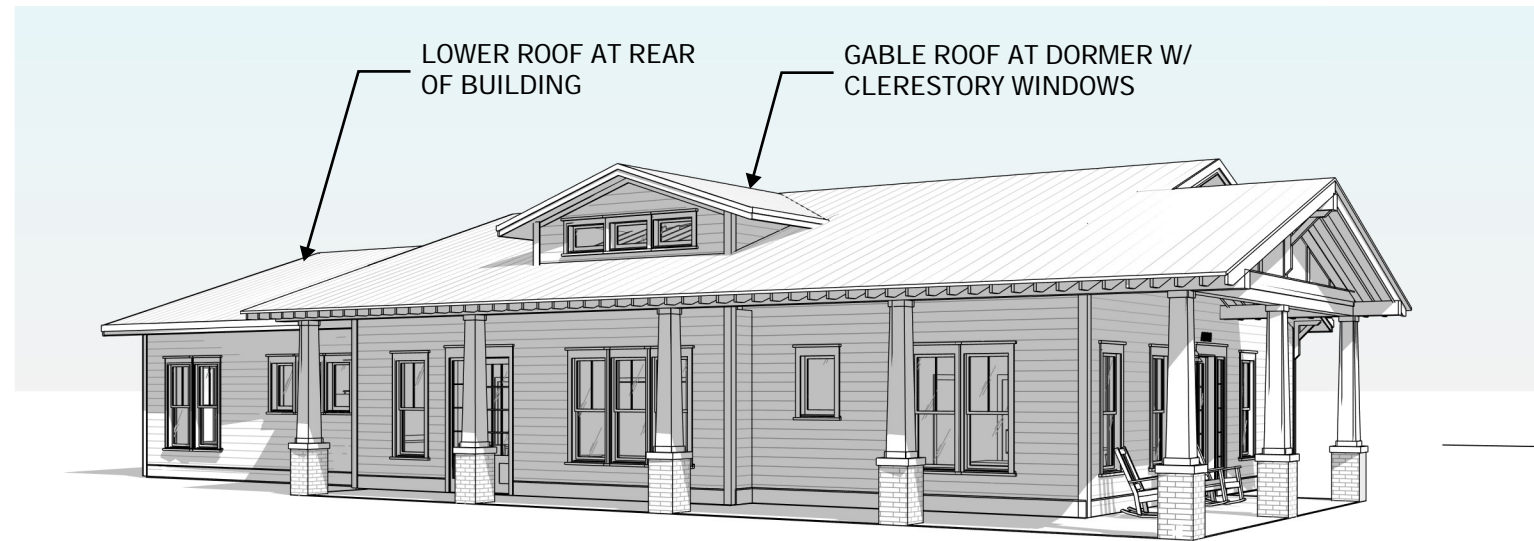 LOWER ROOF AT REAR
OF BUILDING
GABLE ROOF AT DORMER W/
CLERESTORY WINDOWS